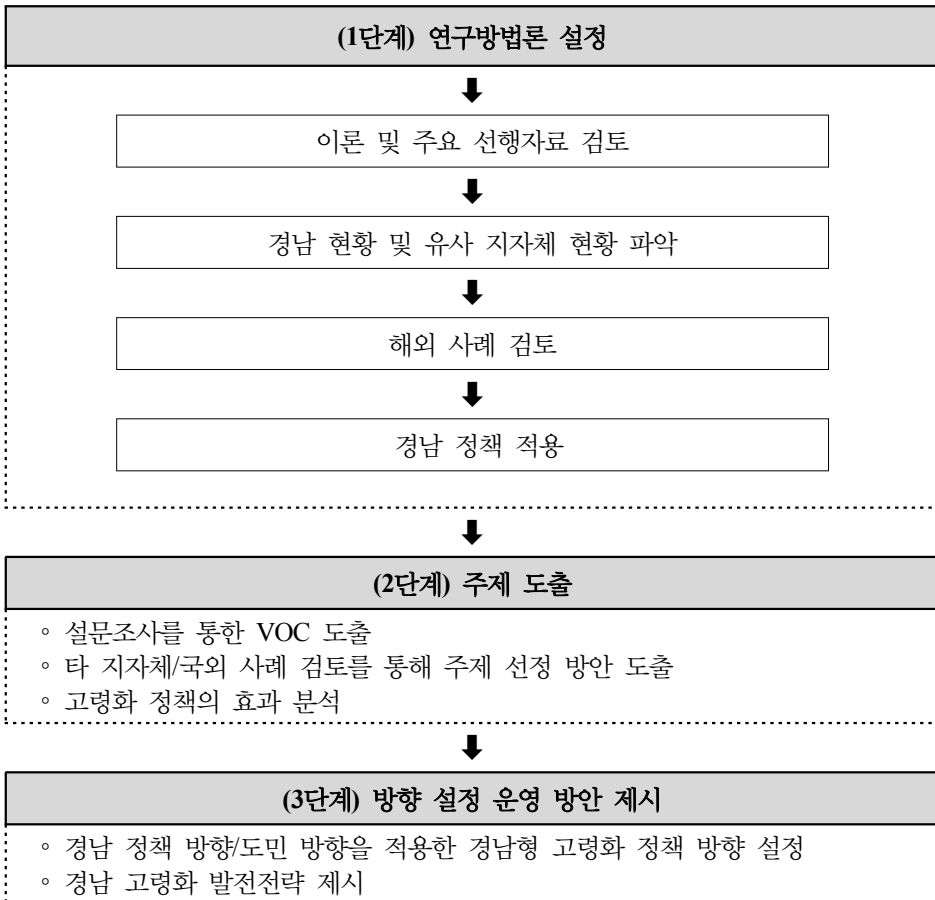 (1단계) 연구방법론 설정
이론 및 주요 선행자료 검토
경남 현황 및 유사 지자체 현황 파악
해외 사례 검토
경남 정책 적용
(2단계) 주제 도출
◦ 설문조사를 통한 VOC 도출
◦ 타 지자체/국외 사례 검토를 통해 주제 선정 방안 도출
◦ 고령화 정책의 효과 분석
(3단계) 방향 설정 운영 방안 제시
◦ 경남 정책 방향/도민 방향을 적용한 경남형 고령화 정책 방향 설정
◦ 경남 고령화 발전전략 제시